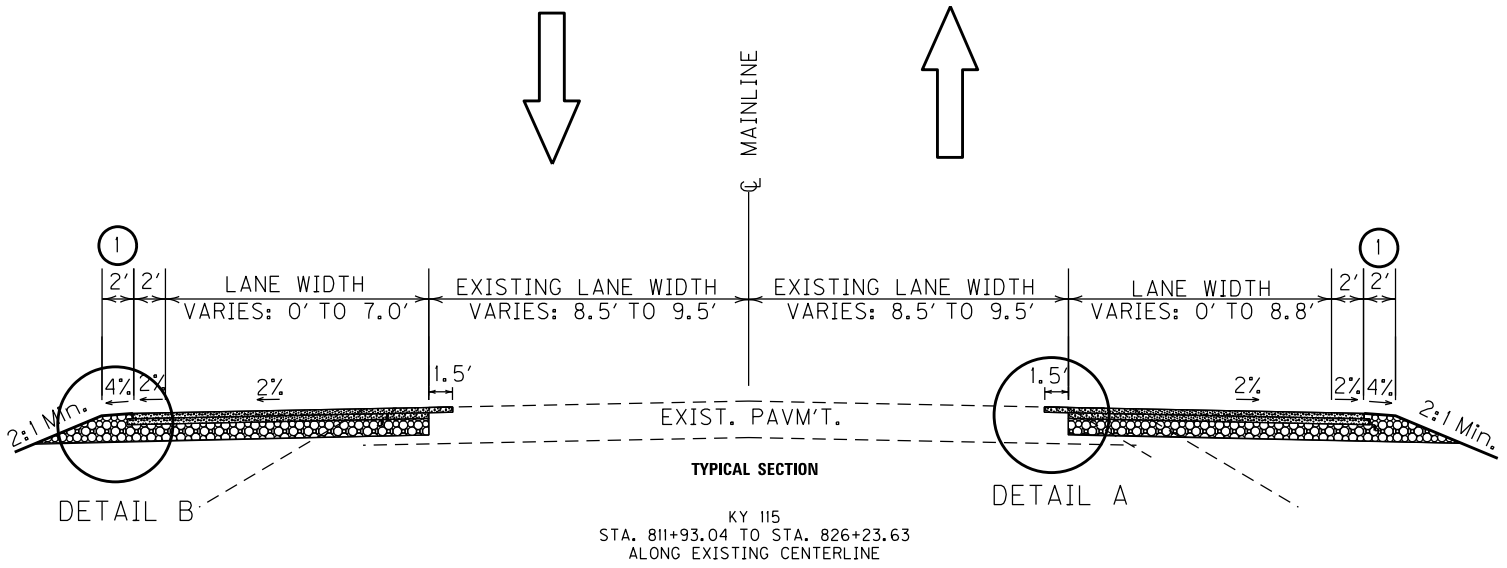 ℄ MAINLINE
1
1
2' 2' LANE WIDTH EXISTING LANE WIDTH EXISTING LANE WIDTH LANE WIDTH 2' 2'
VARIES: 0' TO 7.0' VARIES: 8.5' TO 9.5' VARIES: 8.5' TO 9.5' VARIES: 0' TO 8.8'
1.5' 1.5'
2:1 Min. 4% 2% 2% 2% 2% 4% 2:1 Min.
EXIST. PAVM'T.
TYPICAL SECTION
DETAIL B DETAIL A
KY 115
STA. 811+93.04 TO STA. 826+23.63
ALONG EXISTING CENTERLINE